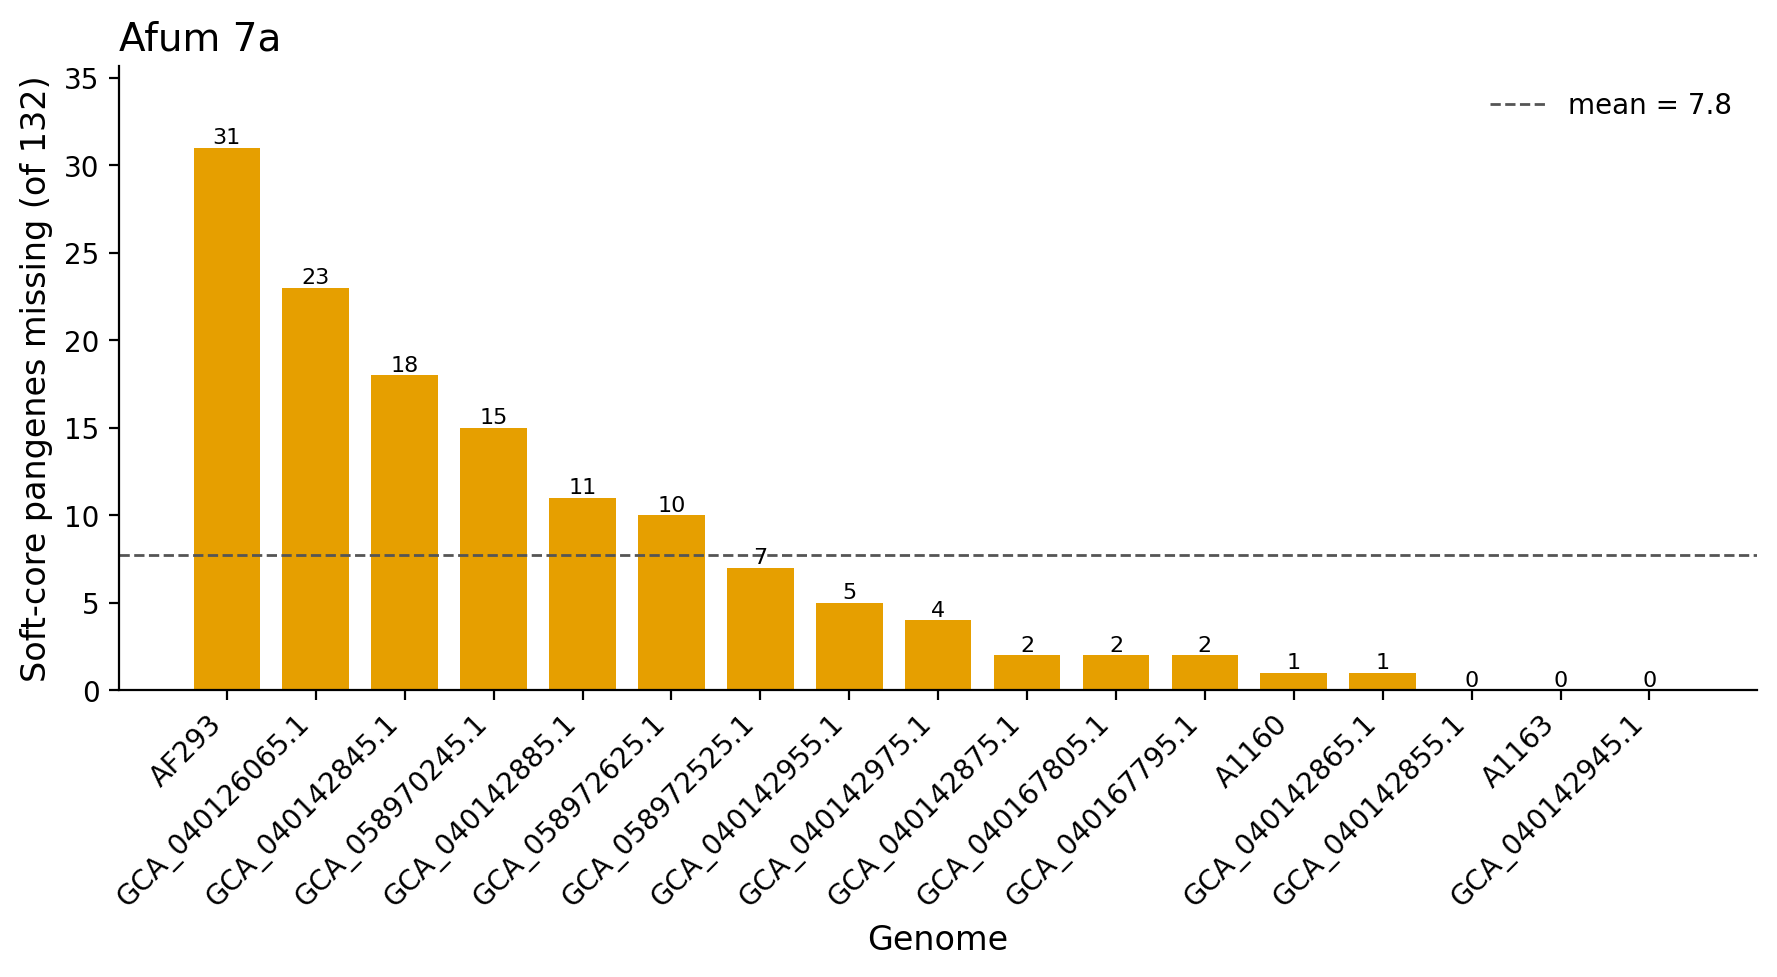 Afum 7a
Soft-core pangenes missing (of 132)
35
30
25
20
15
10
5
0
mean = 7.8
31
23
18
15
11
10
7
5
4
2
2
2
1
1
0
0
0
AF293
GCA_040126065.1
GCA_040142845.1
GCA_058970245.1
GCA_040142885.1
GCA_058972625.1
GCA_058972525.1
GCA_040142955.1
GCA_040142975.1
GCA_040142875.1
GCA_040167805.1
GCA_040167795.1
A1160
GCA_040142865.1
GCA_040142855.1
A1163
GCA_040142945.1
Genome